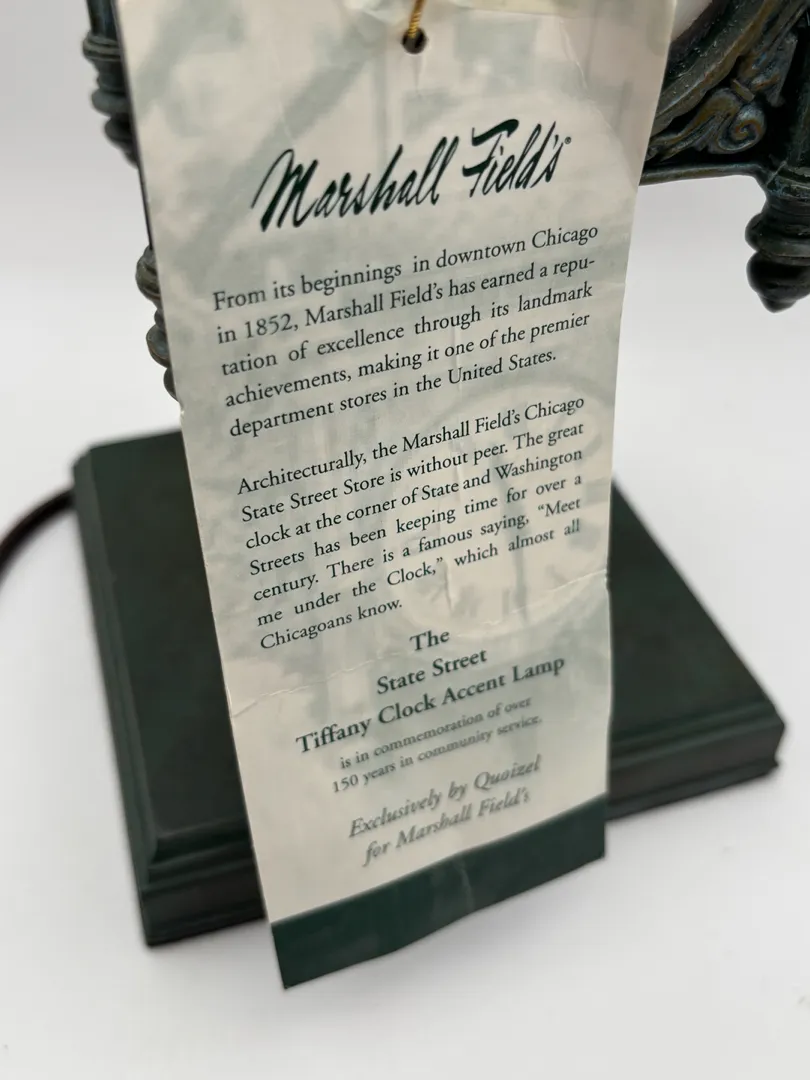 Marshall Field's®
From its beginnings in downtown Chicago
in 1852, Marshall Field's has earned a repu-
tation of excellence through its landmark
achievements, making it one of the premier
department stores in the United States.
Architecturally, the Marshall Field's Chicago
State Street Store is without peer. The great
clock at the corner of State and Washington
Streets has been keeping time for over a
century. There is a famous saying, “Meet
me under the Clock,” which almost all
Chicagoans know.
The
State Street
Tiffany Clock Accent Lamp
is in commemoration of over
150 years in community service.
Exclusively by Quoizel
for Marshall Field's